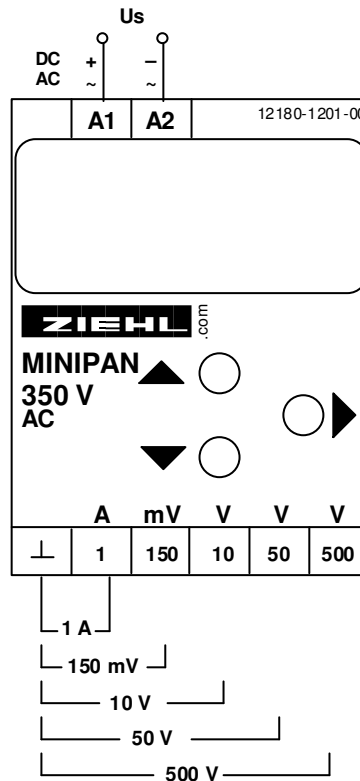 Us
DC + –
AC ~ ~
A1 A2 12180-1201-00
ZIEHL .com
MINIPAN
350 V
AC
A mV V V V
⊥ 1 150 10 50 500
1 A
150 mV
10 V
50 V
500 V